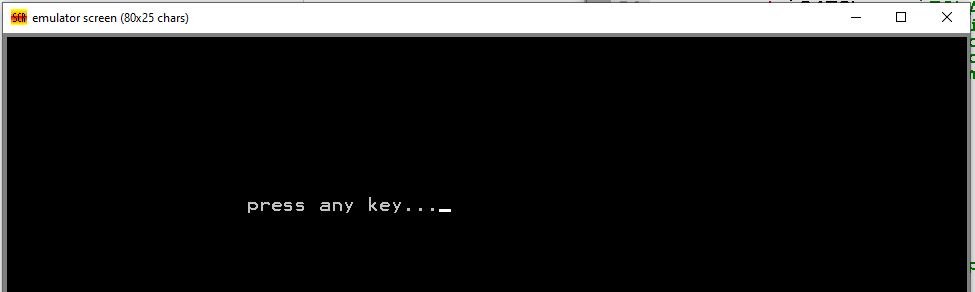 emulator screen (80x25 chars)
press any key...